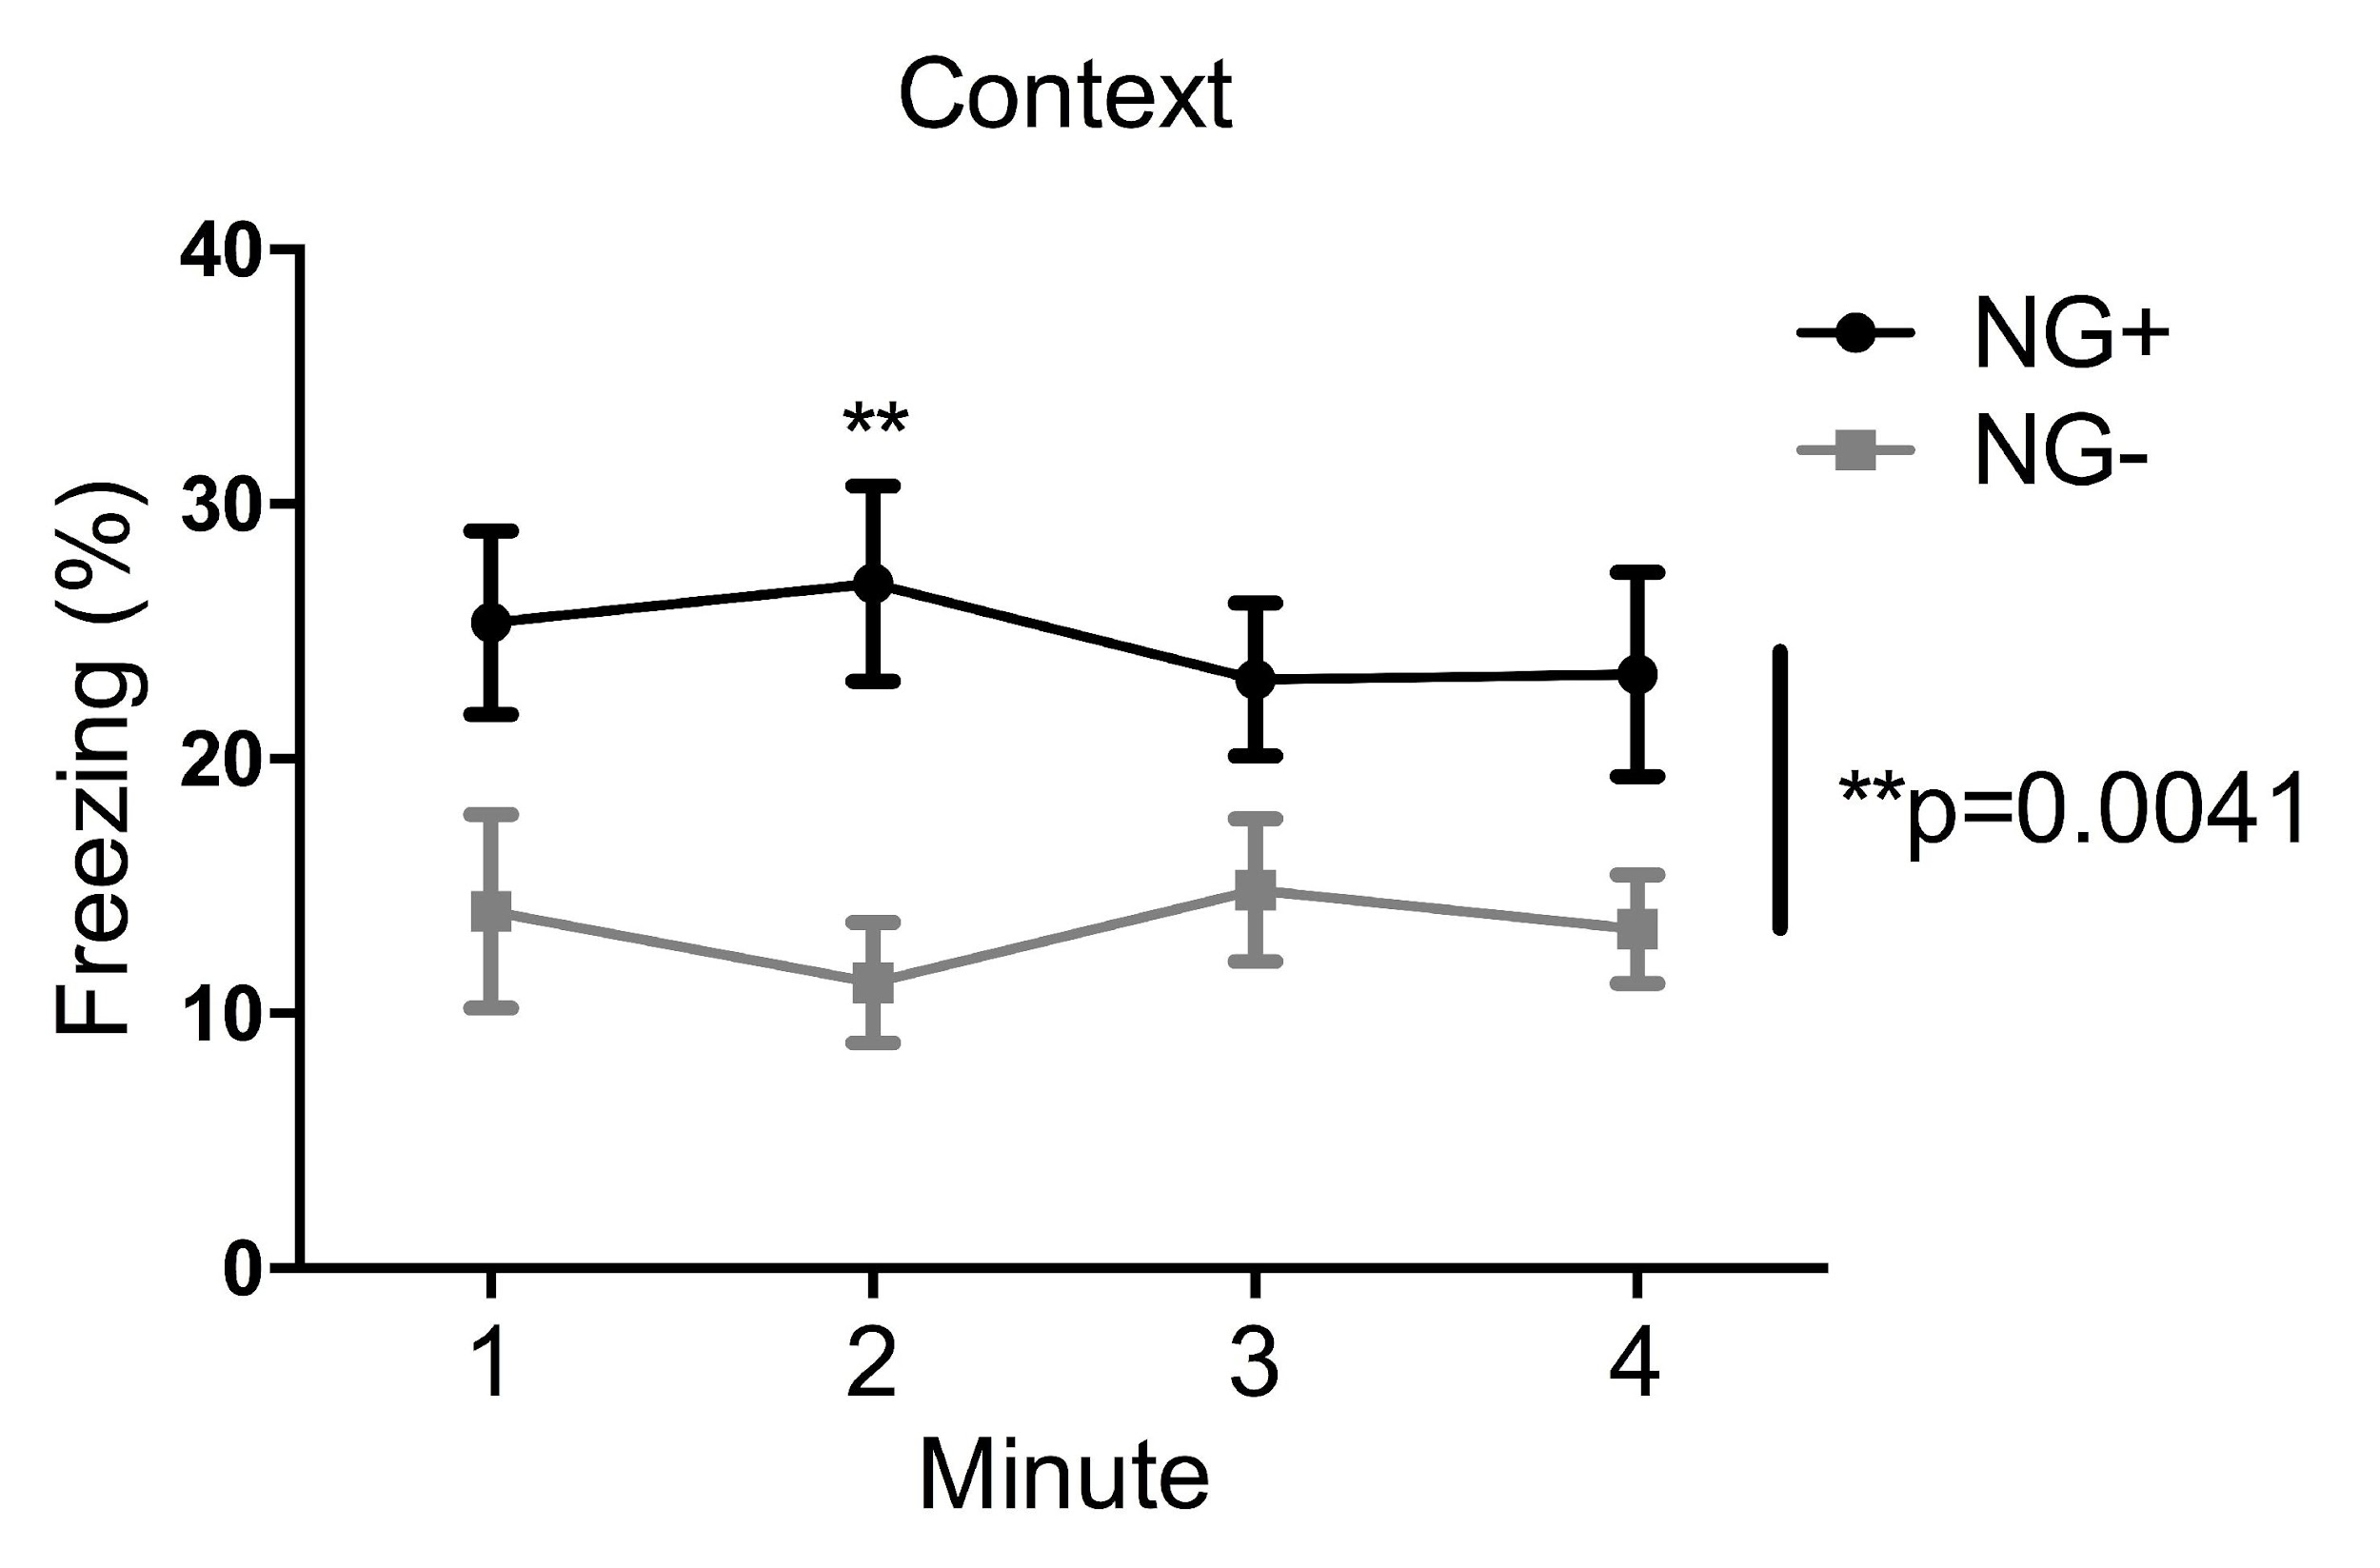 Context
Freezing (%)
40
30
20
10
0
**
NG+
NG-
**p=0.0041
1 2 3 4
Minute